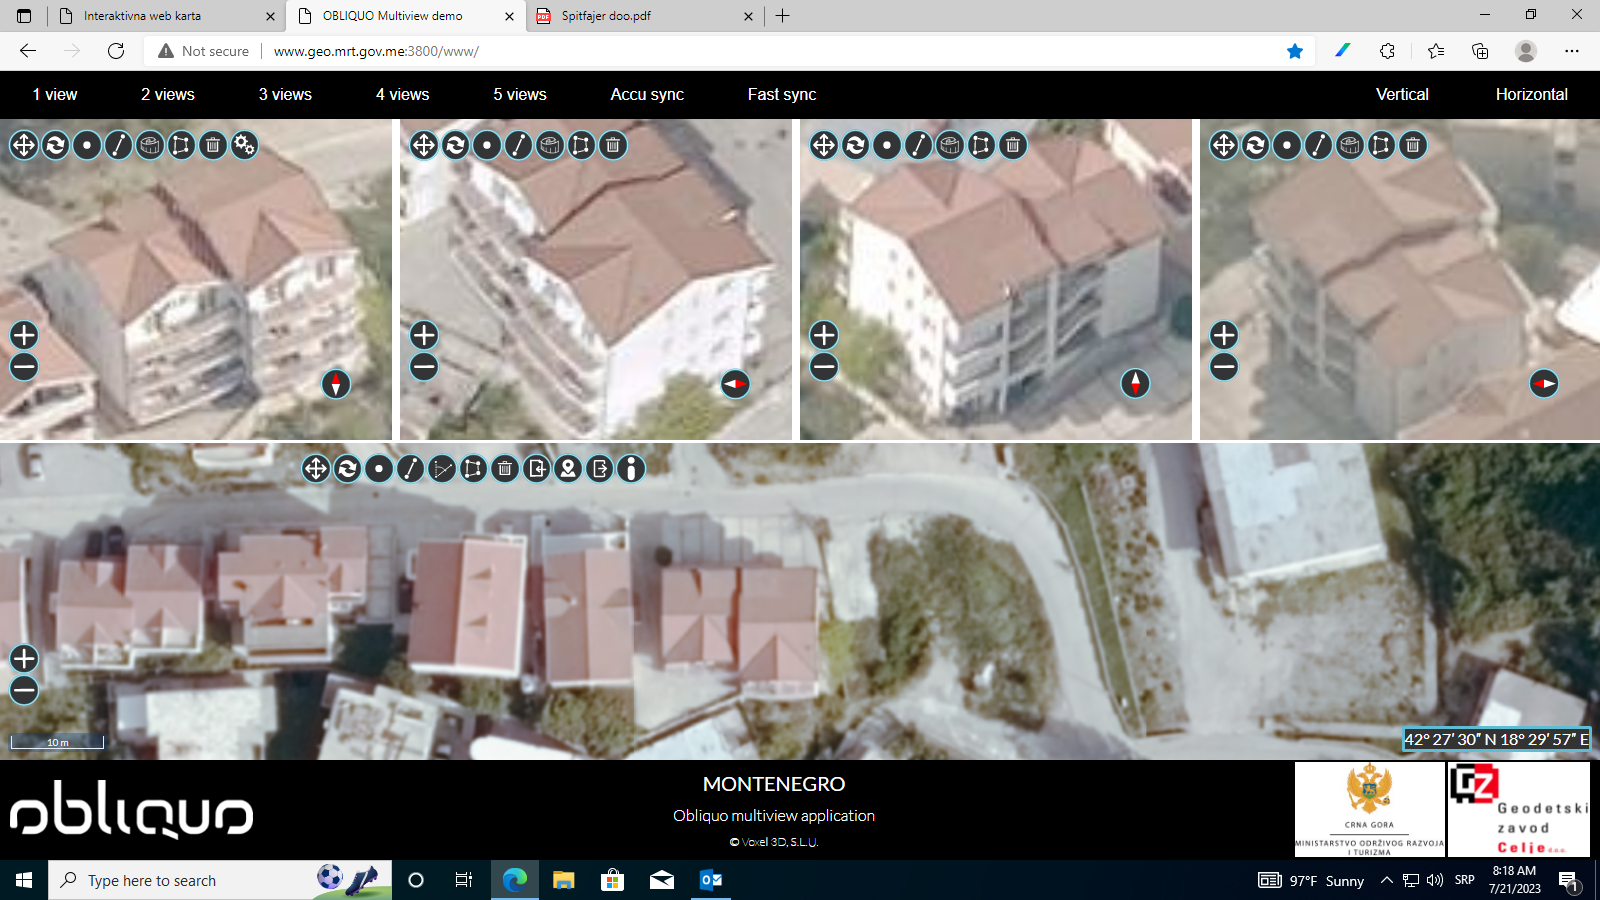 Interaktivna web karta
OBLIQUO Multiview demo
PDF
Spitfajer doo.pdf
Not secure
www.geo.mrt.gov.me:3800/www/
1 view
2 views
3 views
4 views
5 views
Accu sync
Fast sync
Vertical
Horizontal
10 m
42° 27′ 30″ N 18° 29′ 57″ E
obliquo
MONTENEGRO
Obliquo multiview application
© Voxel 3D, S.L.U.
CRNA GORA
MINISTARSTVO ODRŽIVOG RAZVOJA
I TURIZMA
GZ
Geodetski
zavod
Celje d.o.o.
Type here to search
97°F Sunny
SRP
8:18 AM
7/21/2023
1